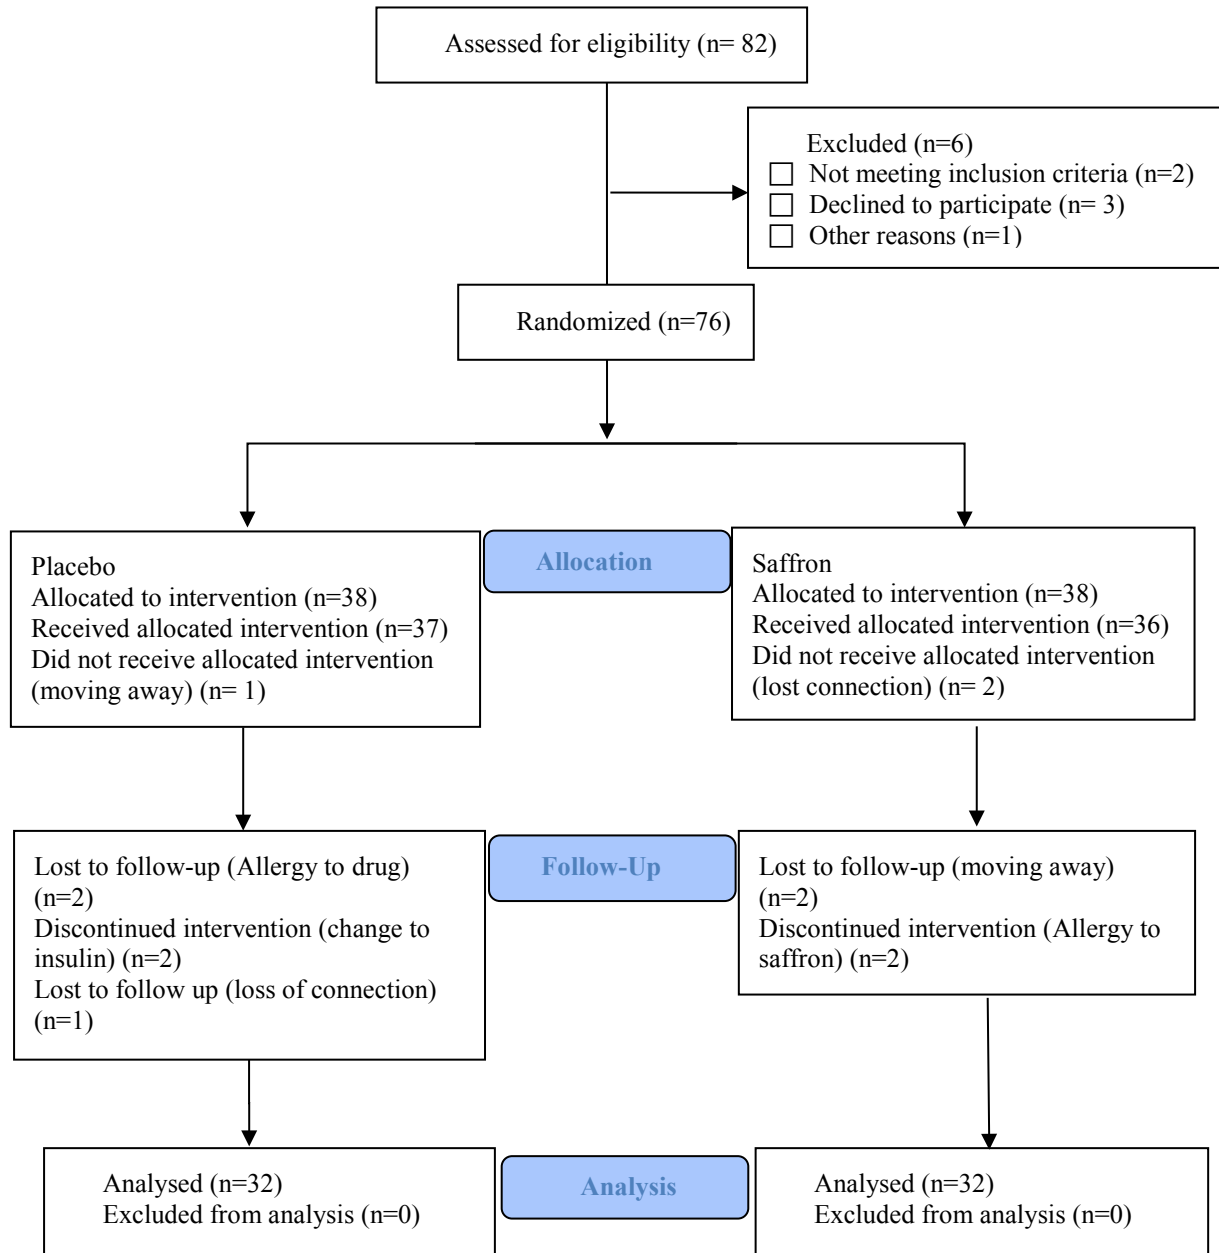 Assessed for eligibility (n= 82)
Excluded (n=6)
Not meeting inclusion criteria (n=2)
Declined to participate (n= 3)
Other reasons (n=1)
Randomized (n=76)
Allocation
Placebo
Allocated to intervention (n=38)
Received allocated intervention (n=37)
Did not receive allocated intervention
(moving away) (n= 1)
Saffron
Allocated to intervention (n=38)
Received allocated intervention (n=36)
Did not receive allocated intervention
(lost connection) (n= 2)
Follow-Up
Lost to follow-up (Allergy to drug)
(n=2)
Discontinued intervention (change to
insulin) (n=2)
Lost to follow up (loss of connection)
(n=1)
Lost to follow-up (moving away)
(n=2)
Discontinued intervention (Allergy to
saffron) (n=2)
Analysis
Analysed (n=32)
Excluded from analysis (n=0)
Analysed (n=32)
Excluded from analysis (n=0)